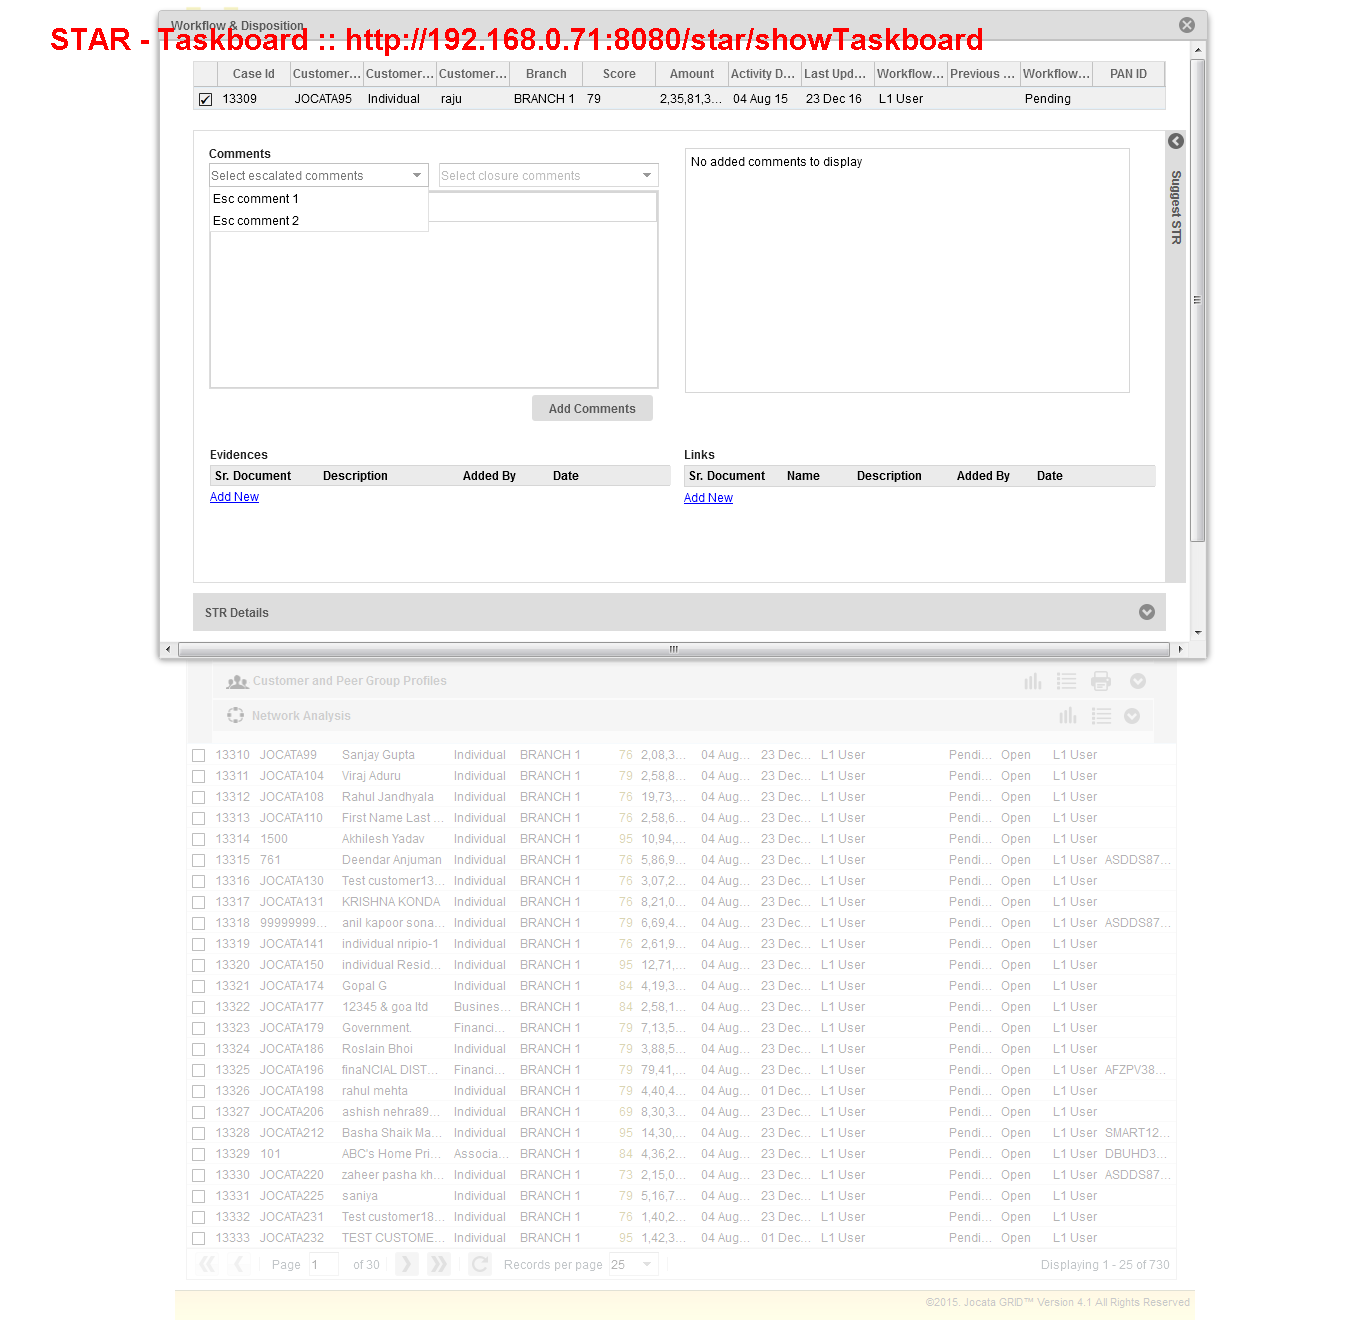 Workflow & Disposition
STAR - Taskboard :: http://192.168.0.71:8080/star/showTaskboard
Case Id Customer... Customer... Customer... Branch Score Amount Activity D... Last Upd... Workflow... Previous ... Workflow... PAN ID
13309 JOCATA95 Individual raju BRANCH 1 79 2,35,81,3... 04 Aug 15 23 Dec 16 L1 User Pending
Comments
Select escalated comments Select closure comments
Esc comment 1
Esc comment 2
No added comments to display
Suggest STR
Add Comments
Evidences
Sr. Document Description Added By Date
Add New
Links
Sr. Document Name Description Added By Date
Add New
STR Details
Customer and Peer Group Profiles
Network Analysis
13310 JOCATA99 Sanjay Gupta Individual BRANCH 1 76 2,08,3... 04 Aug... 23 Dec... L1 User Pendi... Open L1 User
13311 JOCATA104 Viraj Aduru Individual BRANCH 1 79 2,58,8... 04 Aug... 23 Dec... L1 User Pendi... Open L1 User
13312 JOCATA108 Rahul Jandhyala Individual BRANCH 1 76 19,73,... 04 Aug... 23 Dec... L1 User Pendi... Open L1 User
13313 JOCATA110 First Name Last ... Individual BRANCH 1 76 2,58,6... 04 Aug... 23 Dec... L1 User Pendi... Open L1 User
13314 1500 Akhilesh Yadav Individual BRANCH 1 95 10,94,... 04 Aug... 23 Dec... L1 User Pendi... Open L1 User
13315 761 Deendar Anjuman Individual BRANCH 1 76 5,86,9... 04 Aug... 23 Dec... L1 User Pendi... Open L1 User ASDDS87...
13316 JOCATA130 Test customer13... Individual BRANCH 1 76 3,07,2... 04 Aug... 23 Dec... L1 User Pendi... Open L1 User
13317 JOCATA131 KRISHNA KONDA Individual BRANCH 1 76 8,21,0... 04 Aug... 23 Dec... L1 User Pendi... Open L1 User
13318 99999999... anil kapoor sona... Individual BRANCH 1 79 6,69,4... 04 Aug... 23 Dec... L1 User Pendi... Open L1 User ASDDS87...
13319 JOCATA141 individual nripio-1 Individual BRANCH 1 76 2,61,9... 04 Aug... 23 Dec... L1 User Pendi... Open L1 User
13320 JOCATA150 individual Resid... Individual BRANCH 1 95 12,71,... 04 Aug... 23 Dec... L1 User Pendi... Open L1 User
13321 JOCATA174 Gopal G Individual BRANCH 1 84 4,19,3... 04 Aug... 23 Dec... L1 User Pendi... Open L1 User
13322 JOCATA177 12345 & goa ltd Busines... BRANCH 1 84 2,58,1... 04 Aug... 23 Dec... L1 User Pendi... Open L1 User
13323 JOCATA179 Government. Financi... BRANCH 1 79 7,13,5... 04 Aug... 23 Dec... L1 User Pendi... Open L1 User
13324 JOCATA186 Roslain Bhoi Individual BRANCH 1 79 3,88,5... 04 Aug... 23 Dec... L1 User Pendi... Open L1 User
13325 JOCATA196 finaNCIAL DIST... Financi... BRANCH 1 79 79,41,... 04 Aug... 23 Dec... L1 User Pendi... Open L1 User AFZPV38...
13326 JOCATA198 rahul mehta Individual BRANCH 1 79 4,40,4... 04 Aug... 01 Dec... L1 User Pendi... Open L1 User
13327 JOCATA206 ashish nehra89... Individual BRANCH 1 69 8,30,3... 04 Aug... 23 Dec... L1 User Pendi... Open L1 User
13328 JOCATA212 Basha Shaik Ma... Individual BRANCH 1 95 14,30,... 04 Aug... 23 Dec... L1 User Pendi... Open L1 User SMART12...
13329 101 ABC's Home Pri... Associa... BRANCH 1 84 4,36,2... 04 Aug... 23 Dec... L1 User Pendi... Open L1 User DBUHD3...
13330 JOCATA220 zaheer pasha kh... Individual BRANCH 1 73 2,15,0... 04 Aug... 23 Dec... L1 User Pendi... Open L1 User ASDDS87...
13331 JOCATA225 saniya Individual BRANCH 1 79 5,16,7... 04 Aug... 23 Dec... L1 User Pendi... Open L1 User
13332 JOCATA231 Test customer18... Individual BRANCH 1 76 1,40,2... 04 Aug... 23 Dec... L1 User Pendi... Open L1 User
13333 JOCATA232 TEST CUSTOME... Individual BRANCH 1 95 1,42,3... 04 Aug... 01 Dec... L1 User Pendi... Open L1 User
Page 1 of 30 Records per page 25 Displaying 1 - 25 of 730
©2015. Jocata GRID™ Version 4.1 All Rights Reserved